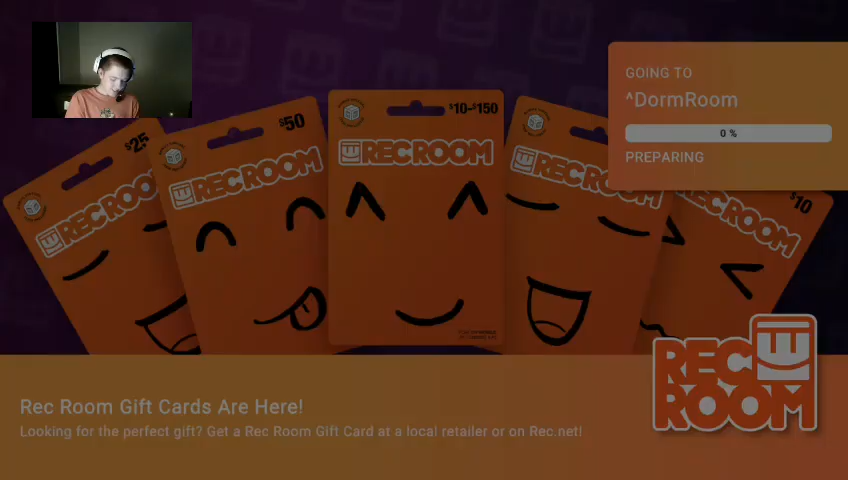 GOING TO
^DormRoom
0 %
PREPARING
$25
REC ROOM
$50
REC ROOM
$10-$150
REC ROOM
REC ROOM
$10
REC ROOM
REC
ROOM
Rec Room Gift Cards Are Here!
Looking for the perfect gift? Get a Rec Room Gift Card at a local retailer or on Rec.net!